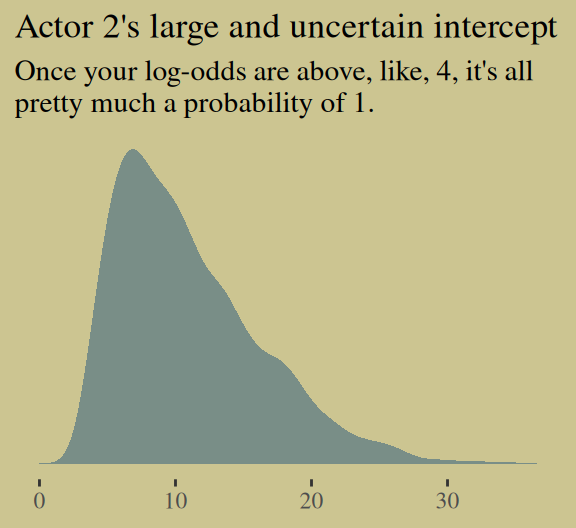 Actor 2's large and uncertain intercept
Once your log-odds are above, like, 4, it's all
pretty much a probability of 1.
0 10 20 30